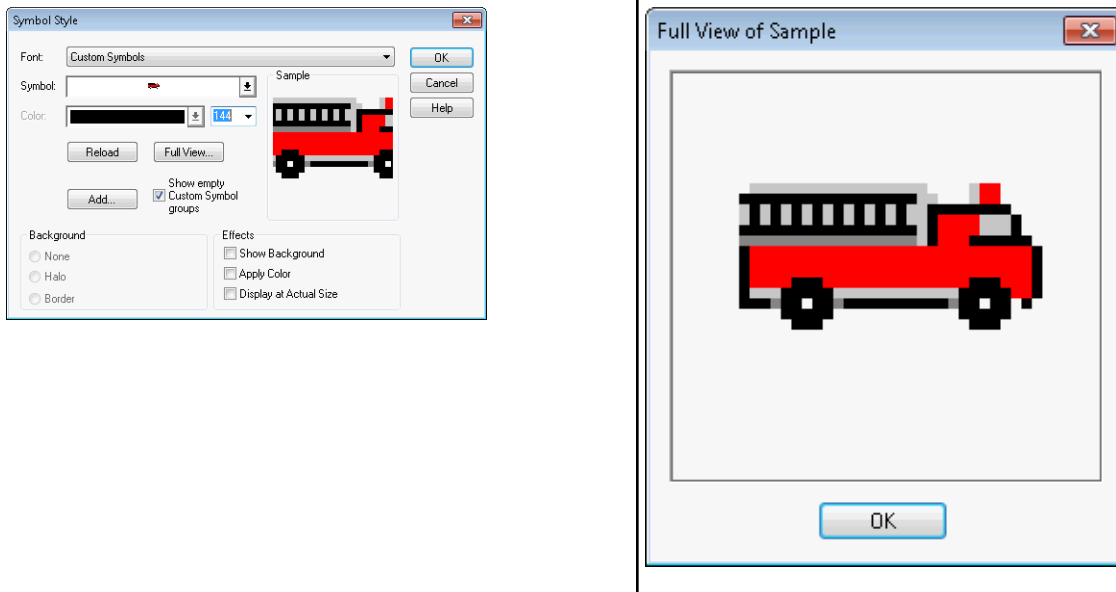 Symbol Style
Font: Custom Symbols OK
Symbol: Sample Cancel
Color: 144 Help
Reload Full View...
Add... Show empty Custom Symbol groups
Background
None
Halo
Border
Effects
Show Background
Apply Color
Display at Actual Size
Full View of Sample
OK